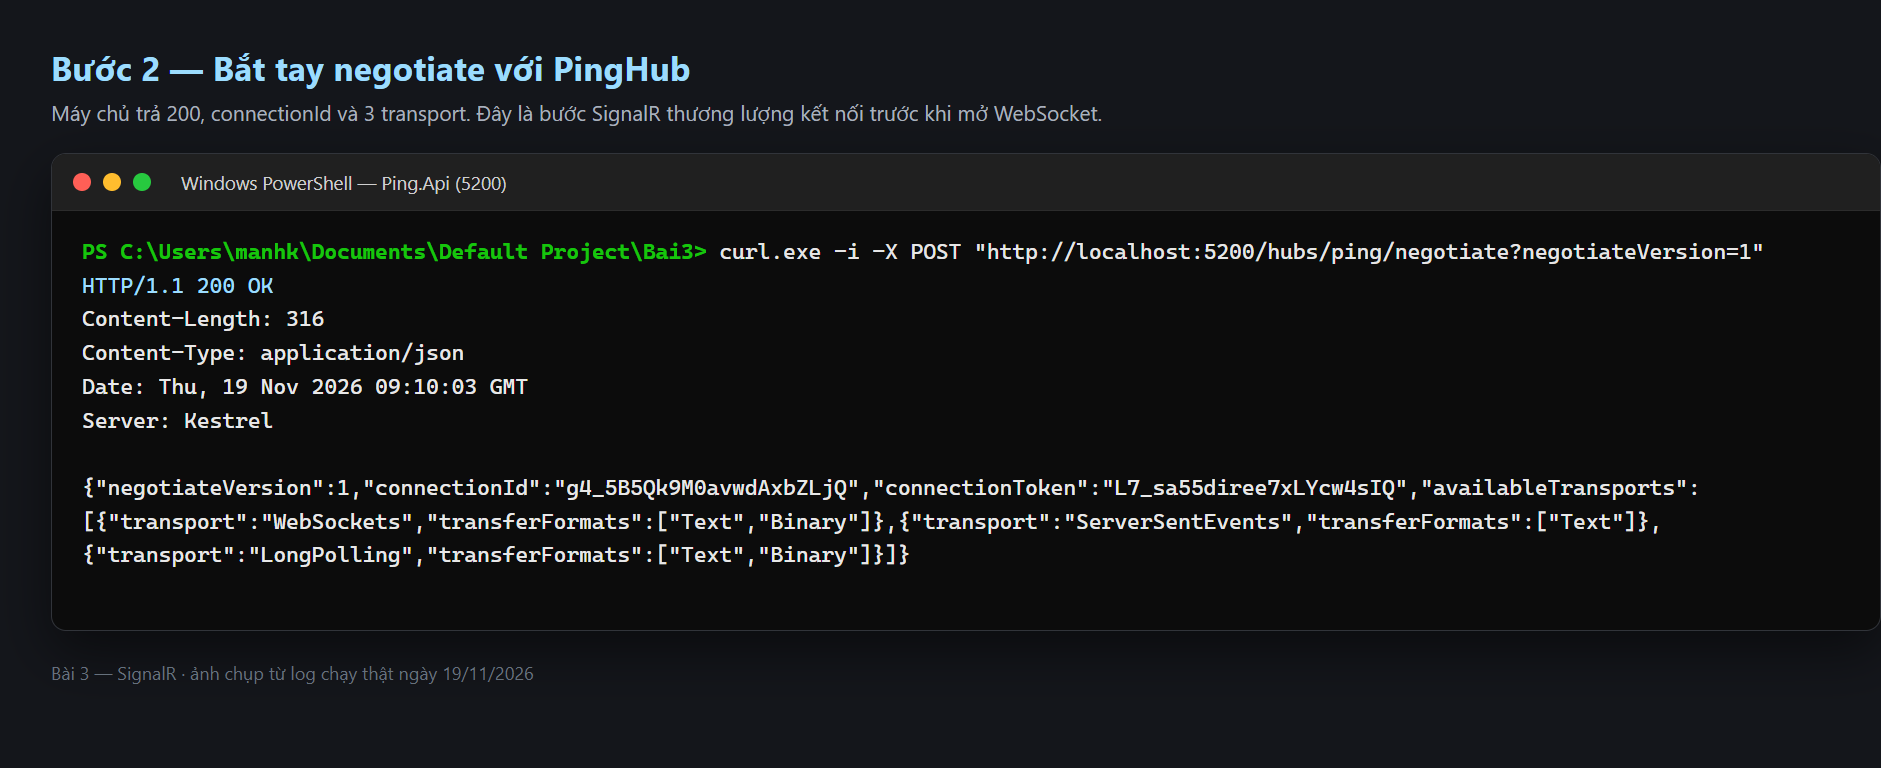 Bước 2 — Bắt tay negotiate với PingHub
Máy chủ trả 200, connectionId và 3 transport. Đây là bước SignalR thương lượng kết nối trước khi mở WebSocket.
Windows PowerShell — Ping.Api (5200)
PS C:\Users\manhk\Documents\Default Project\Bai3> curl.exe -i -X POST "http://localhost:5200/hubs/ping/negotiate?negotiateVersion=1"
HTTP/1.1 200 OK
Content-Length: 316
Content-Type: application/json
Date: Thu, 19 Nov 2026 09:10:03 GMT
Server: Kestrel
{"negotiateVersion":1,"connectionId":"g4_5B5Qk9M0avwdAxbZLjQ","connectionToken":"L7_sa55diree7xLYcw4sIQ","availableTransports":
[{"transport":"WebSockets","transferFormats":["Text","Binary"]},{"transport":"ServerSentEvents","transferFormats":["Text"]},
{"transport":"LongPolling","transferFormats":["Text","Binary"]}]}
Bài 3 — SignalR · ảnh chụp từ log chạy thật ngày 19/11/2026